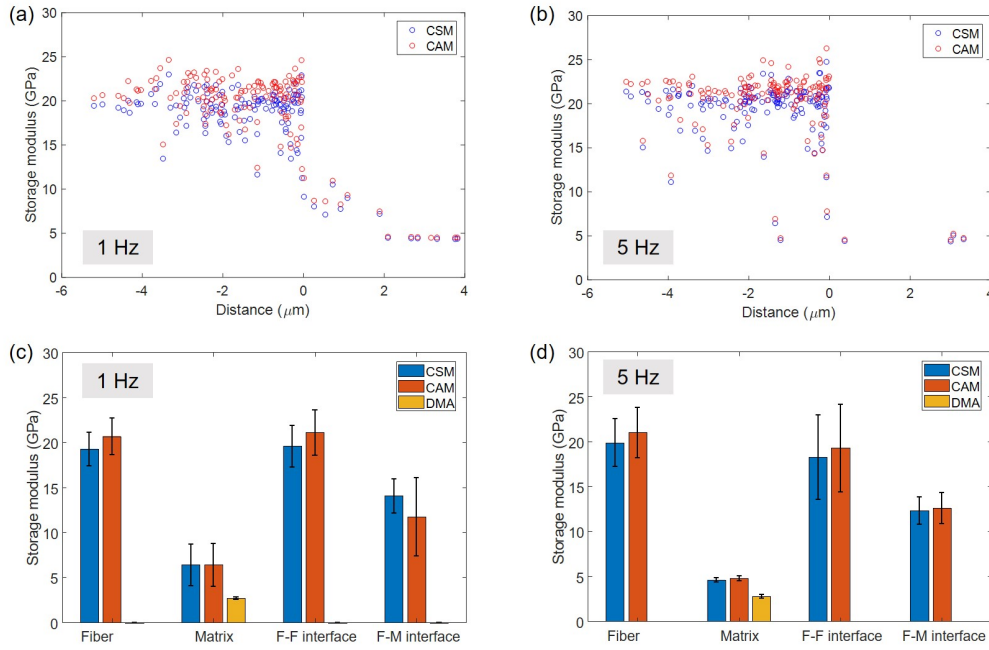 (a)
30
25
20
15
10
5
0
Storage modulus (GPa)
CSM
CAM
1 Hz
-6 -4 -2 0 2 4
Distance (μm)
(b)
30
25
20
15
10
5
0
Storage modulus (GPa)
CSM
CAM
5 Hz
-6 -4 -2 0 2 4
Distance (μm)
(c)
30
25
20
15
10
5
0
Storage modulus (GPa)
1 Hz
CSM
CAM
DMA
Fiber Matrix F-F interface F-M interface
(d)
30
25
20
15
10
5
0
Storage modulus (GPa)
5 Hz
CSM
CAM
DMA
Fiber Matrix F-F interface F-M interface